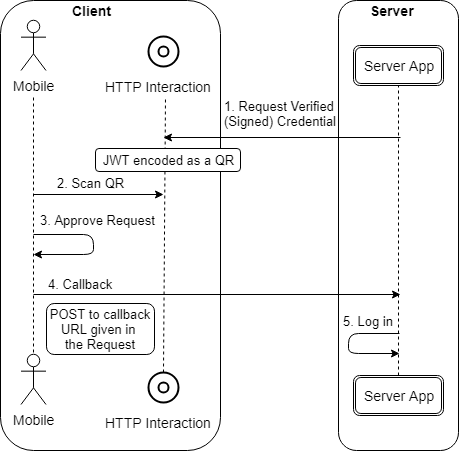 Client
Server
Mobile
HTTP Interaction
Server App
1. Request Verified
(Signed) Credential
JWT encoded as a QR
2. Scan QR
3. Approve Request
4. Callback
POST to callback
URL given in
the Request
5. Log in
Mobile
HTTP Interaction
Server App